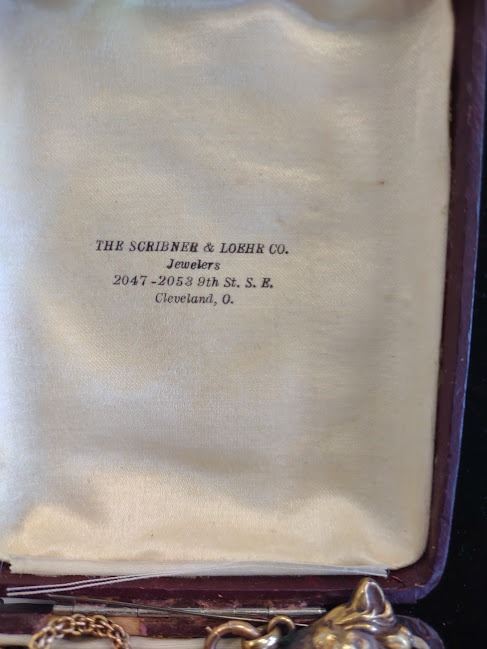 THE SCRIBNER & LOEHR CO.
Jewelers
2047-2053 9th St. S. E.
Cleveland, O.